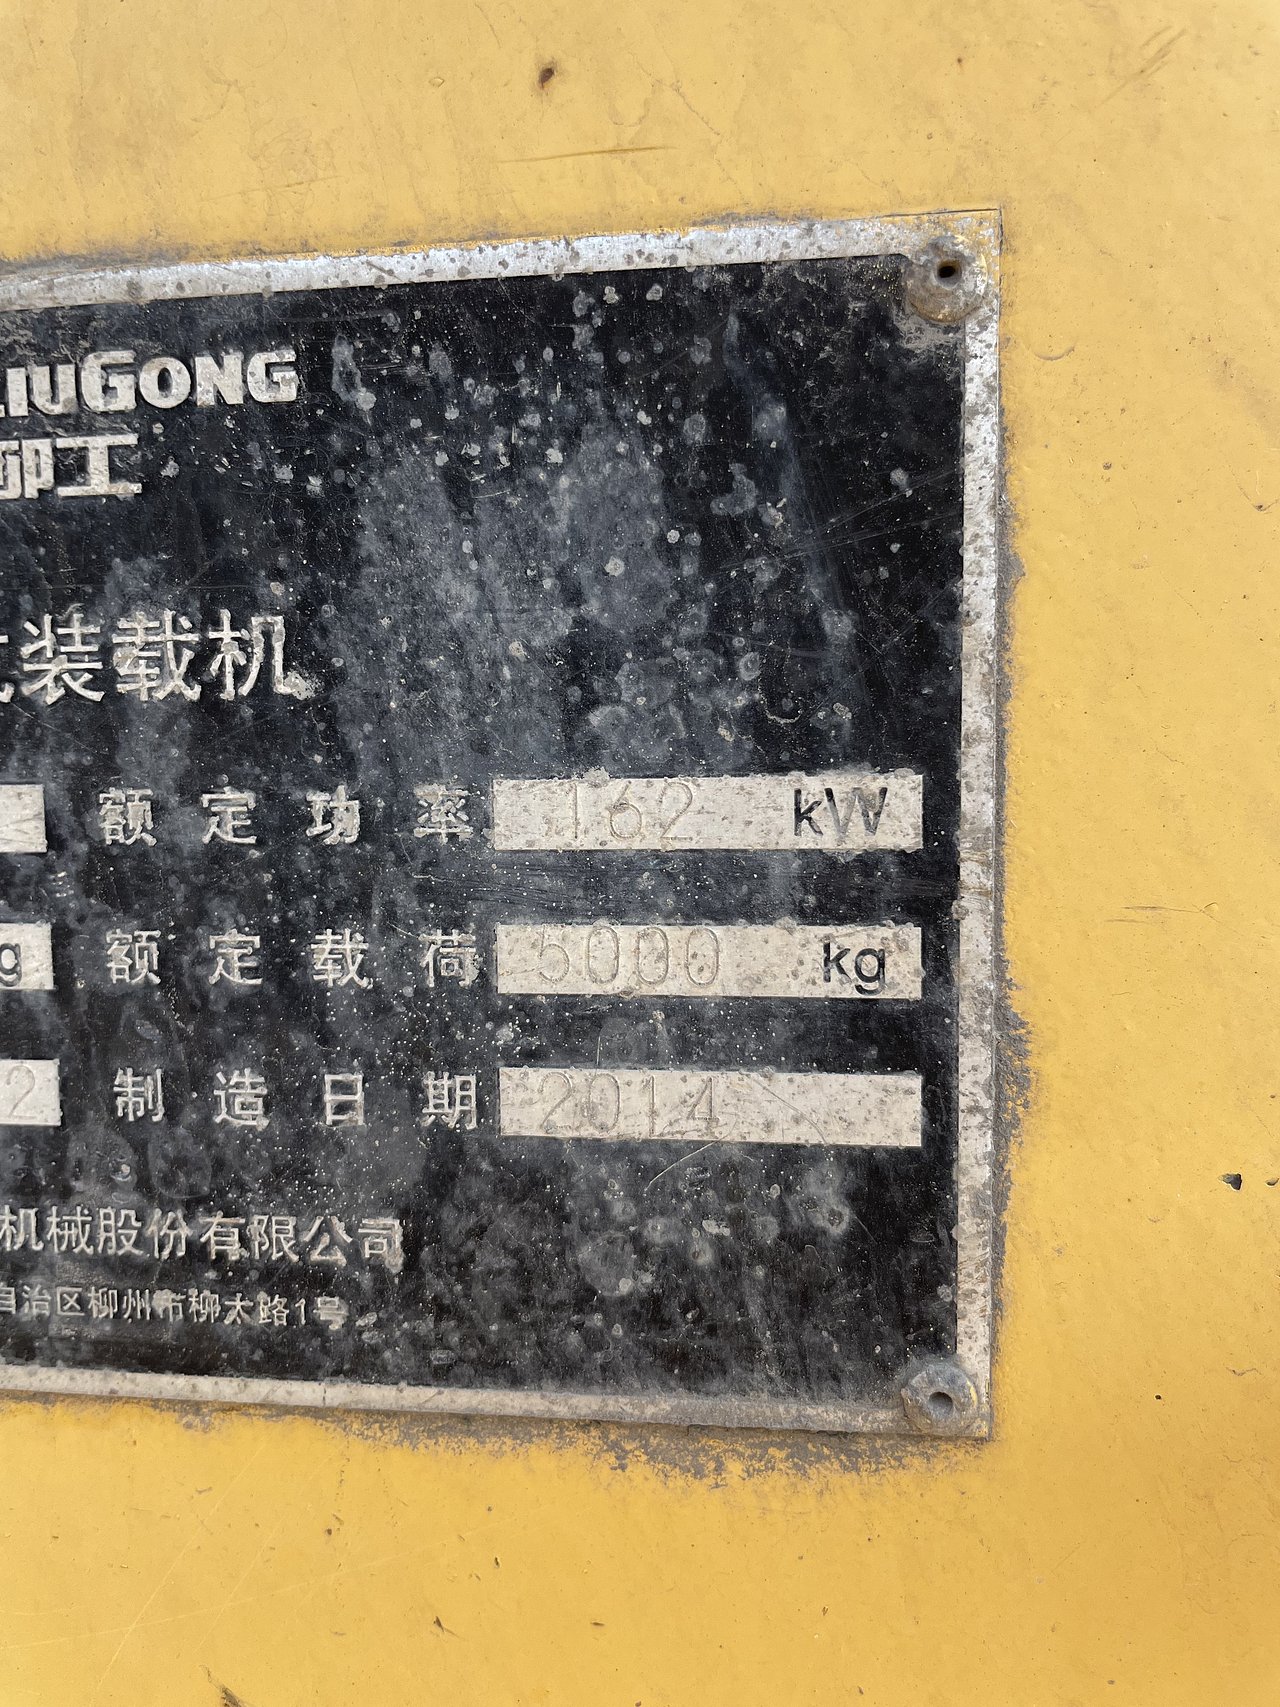 LIUGONG
柳工
装载机
额定功率 162 kW
g 额定载荷 5000 kg
2 制造日期 2014
机械股份有限公司
自治区柳州市柳太路1号